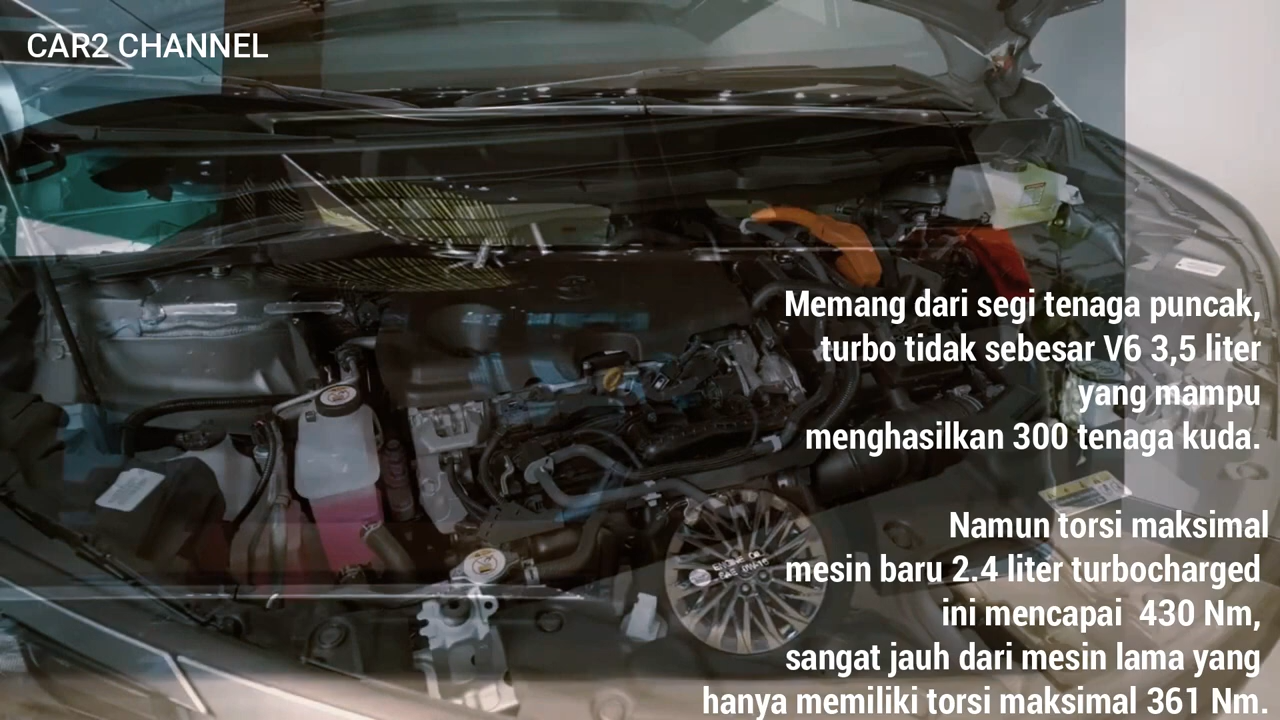 CAR2 CHANNEL
Memang dari segi tenaga puncak,
turbo tidak sebesar V6 3,5 liter
yang mampu
menghasilkan 300 tenaga kuda.
Namun torsi maksimal
mesin baru 2.4 liter turbocharged
ini mencapai 430 Nm,
sangat jauh dari mesin lama yang
hanya memiliki torsi maksimal 361 Nm.
ENGINE OIL